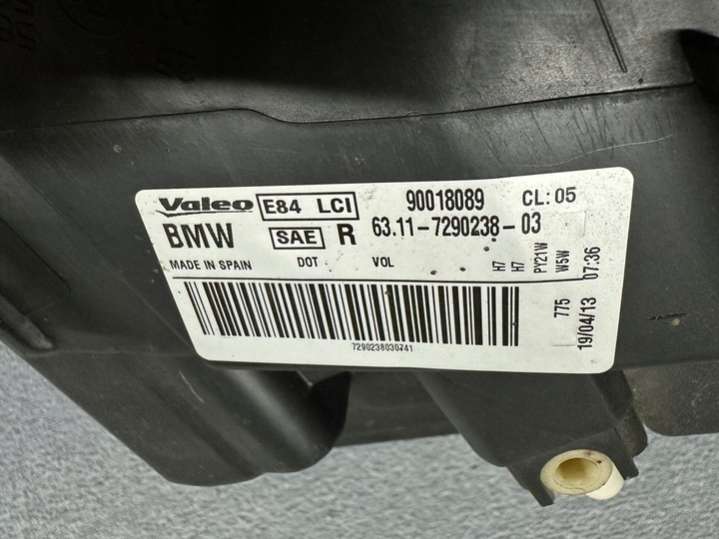 Valeo E84 LCI 90018089 CL: 05
BMW SAE R 63.11-7290238-03
MADE IN SPAIN DOT VOL
H7
H7
PY21W
W5W
07:36
775
19/04/13
7290238030741